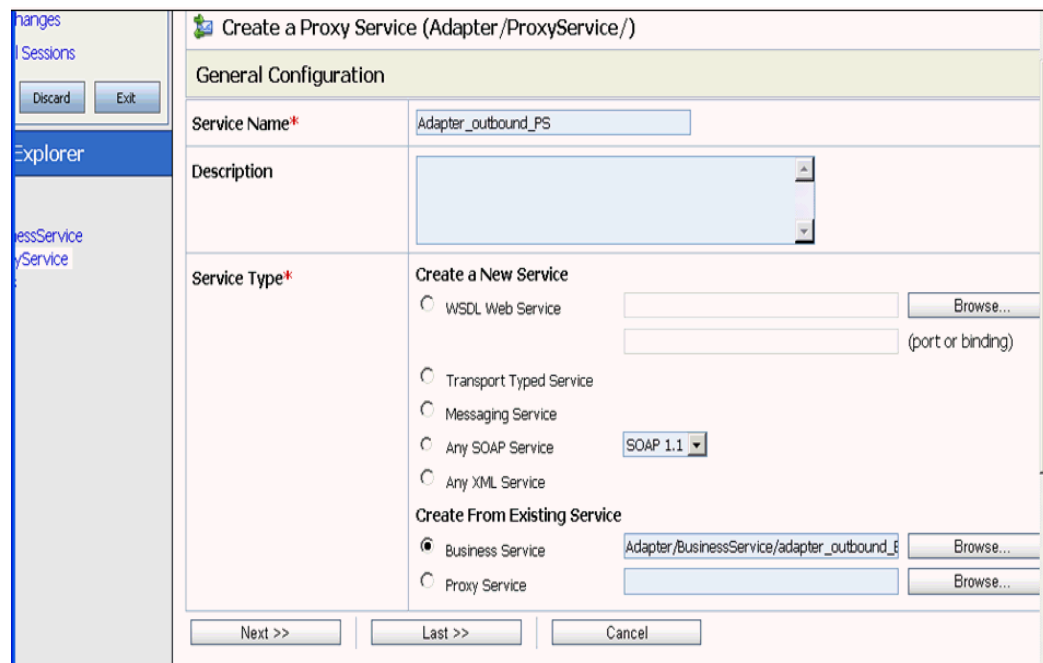 hanges
l Sessions
Discard Exit
Explorer
essService
yService
Create a Proxy Service (Adapter/ProxyService/)
General Configuration
Service Name* Adapter_outbound_PS
Description
Service Type* Create a New Service
WSDL Web Service Browse...
(port or binding)
Transport Typed Service
Messaging Service
Any SOAP Service SOAP 1.1
Any XML Service
Create From Existing Service
Business Service Adapter/BusinessService/adapter_outbound_ Browse...
Proxy Service Browse...
Next >> Last >> Cancel